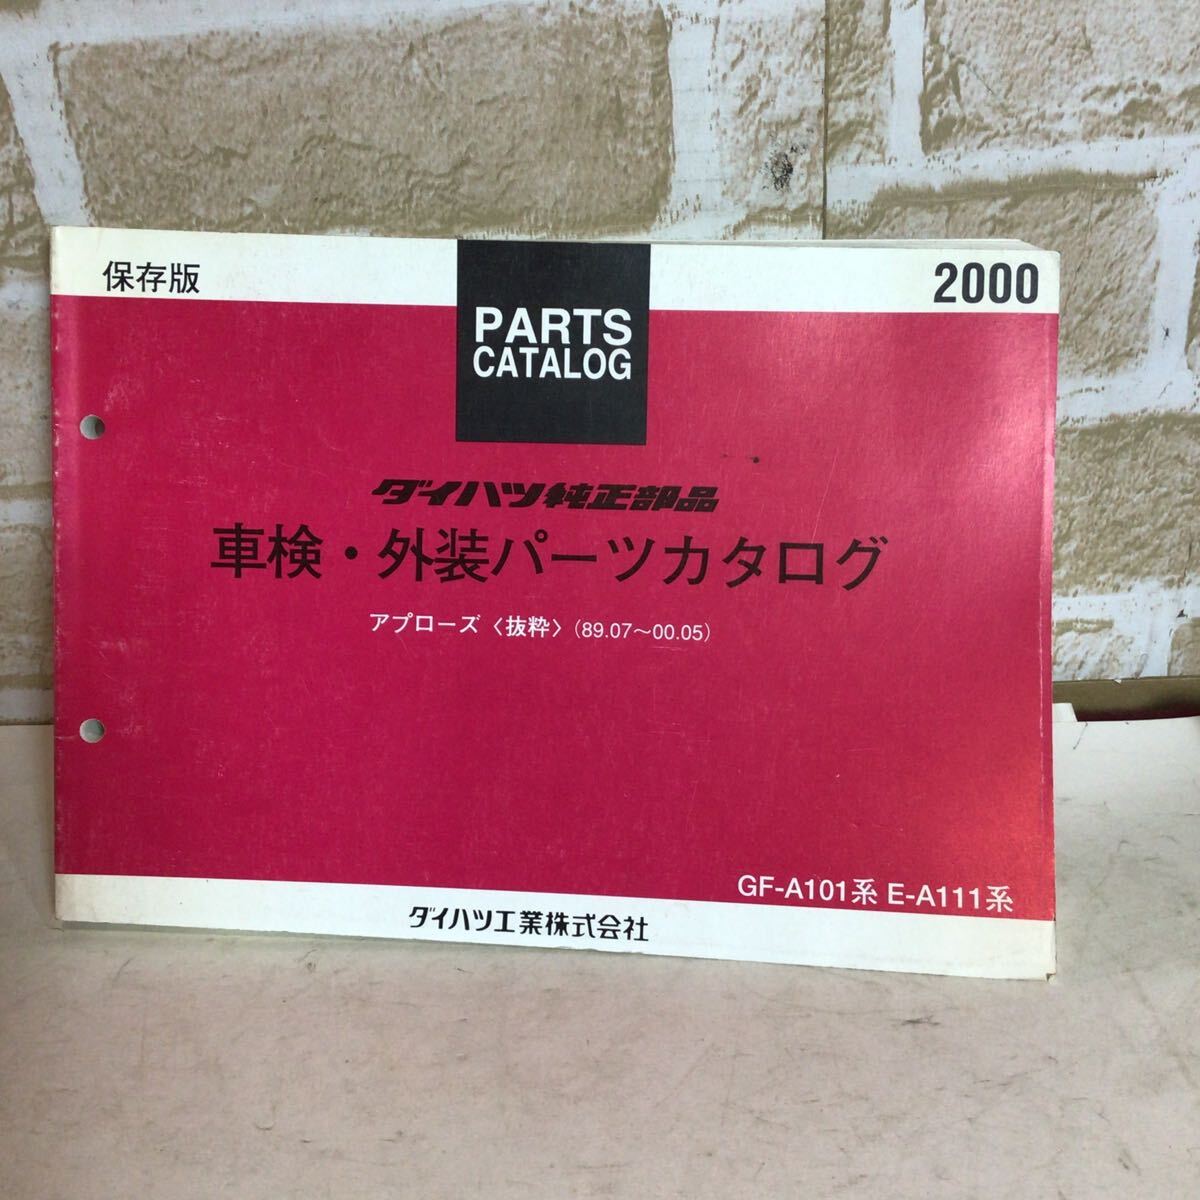 保存版
2000
PARTS
CATALOG
ダイハツ純正部品
車検・外装パーツカタログ
アプローズ〈抜粋〉(89.07〜00.05)
GF-A101系 E-A111系
ダイハツ工業株式会社